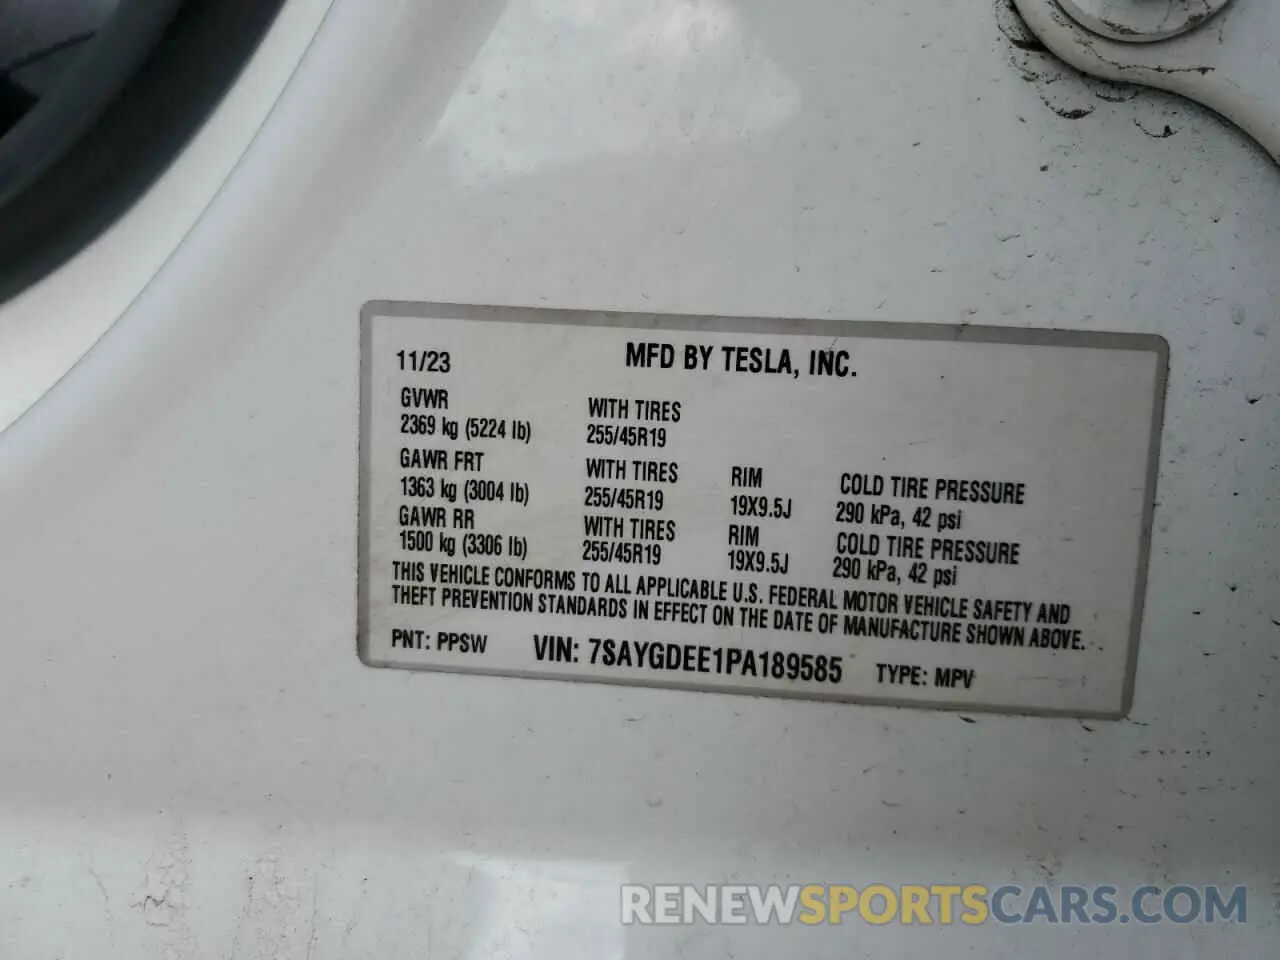 11/23 MFD BY TESLA, INC.
GVWR WITH TIRES
2369 kg (5224 lb) 255/45R19
GAWR FRT WITH TIRES RIM COLD TIRE PRESSURE
1363 kg (3004 lb) 255/45R19 19X9.5J 290 kPa, 42 psi
GAWR RR WITH TIRES RIM COLD TIRE PRESSURE
1500 kg (3306 lb) 255/45R19 19X9.5J 290 kPa, 42 psi
THIS VEHICLE CONFORMS TO ALL APPLICABLE U.S. FEDERAL MOTOR VEHICLE SAFETY AND
THEFT PREVENTION STANDARDS IN EFFECT ON THE DATE OF MANUFACTURE SHOWN ABOVE.
PNT: PPSW VIN: 7SAYGDEE1PA189585 TYPE: MPV
RENEWSPORTSCARS.COM